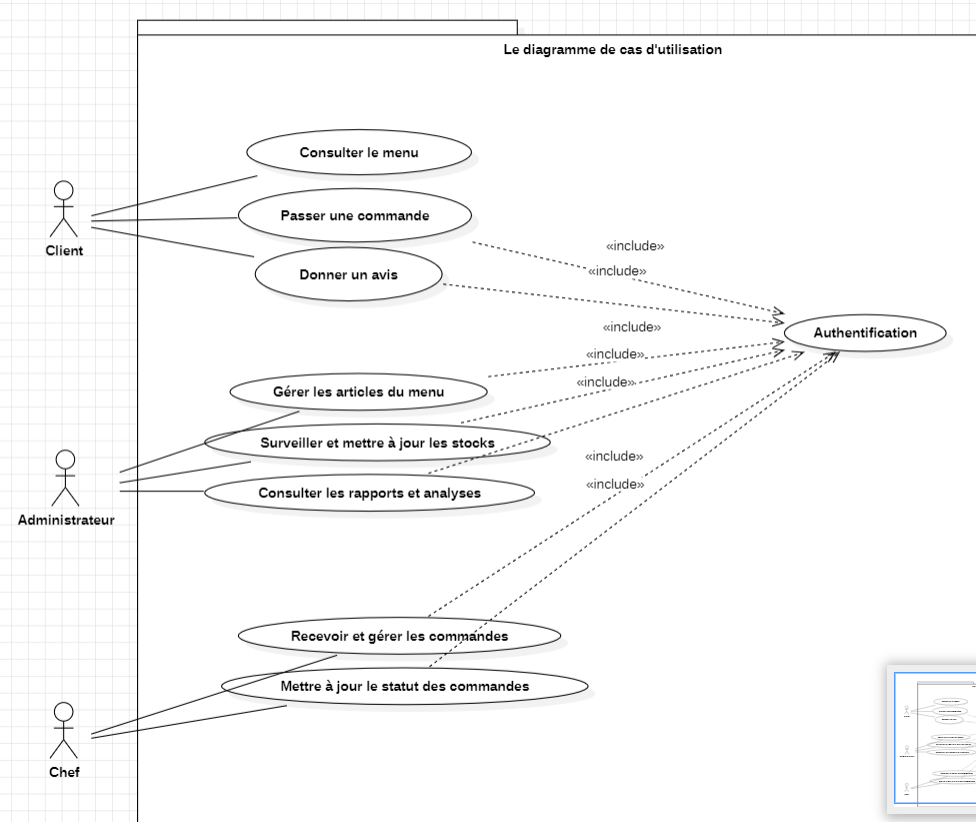 Le diagramme de cas d'utilisation
Consulter le menu
Passer une commande
Client
Donner un avis
«include»
«include»
«include»
Authentification
«include»
«include»
Gérer les articles du menu
Surveiller et mettre à jour les stocks
Consulter les rapports et analyses
Administrateur
«include»
«include»
Recevoir et gérer les commandes
Mettre à jour le statut des commandes
Chef